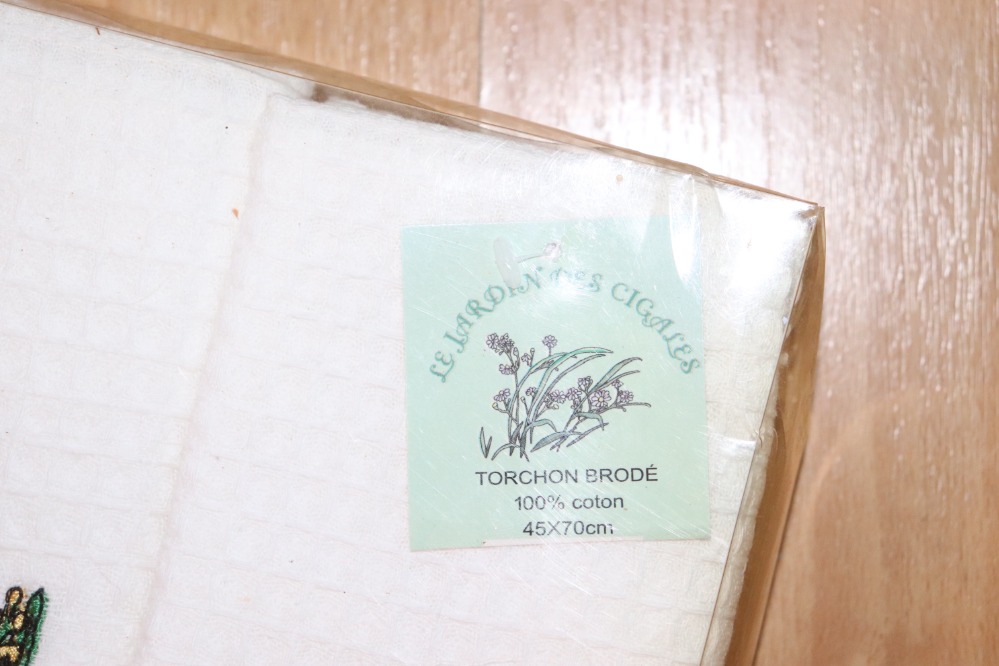 LE JARDIN DES CIGALES
TORCHON BRODÉ
100% coton
45X70cm